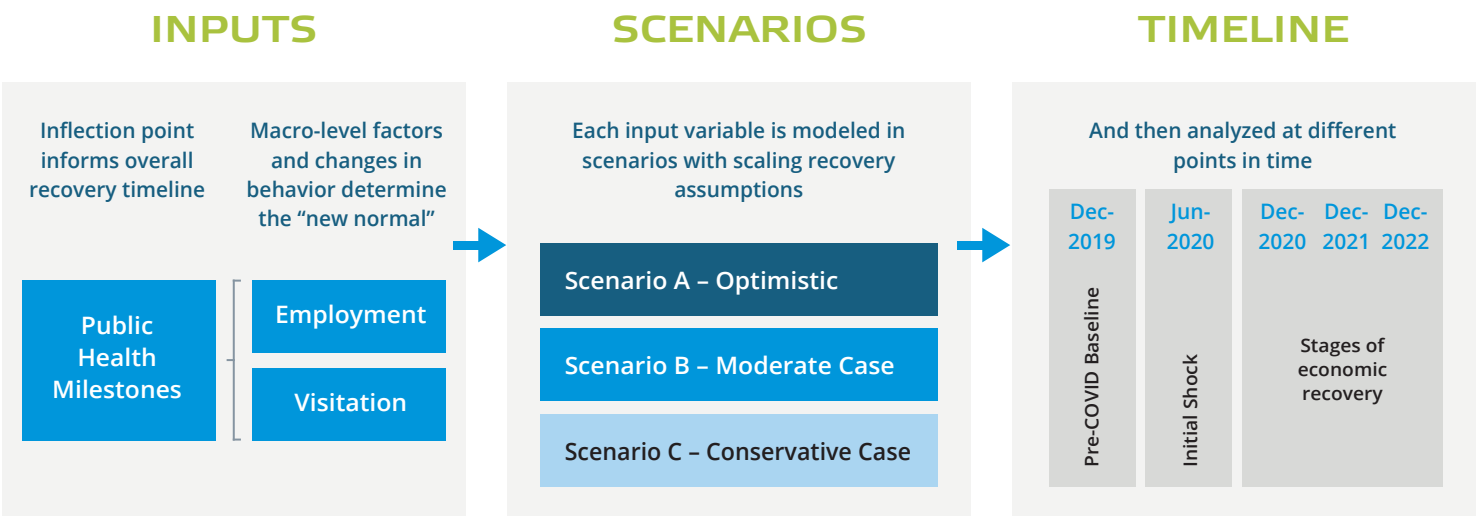 INPUTS
Inflection point
informs overall
recovery timeline
Macro-level factors
and changes in
behavior determine
the “new normal”
Public
Health
Milestones
Employment
Visitation
SCENARIOS
Each input variable is modeled in
scenarios with scaling recovery
assumptions
Scenario A – Optimistic
Scenario B – Moderate Case
Scenario C – Conservative Case
TIMELINE
And then analyzed at different
points in time
Dec-
2019
Pre-COVID Baseline
Jun-
2020
Initial Shock
Dec-
2020
Dec-
2021
Dec-
2022
Stages of
economic
recovery